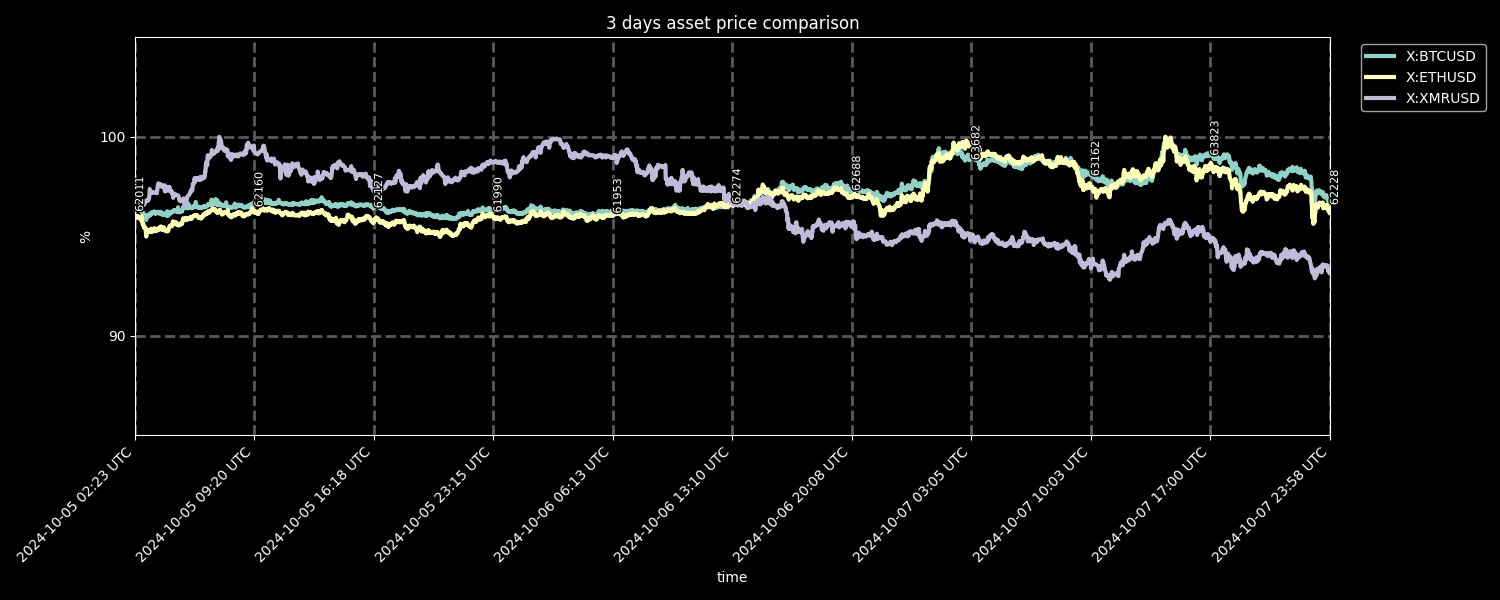 3 days asset price comparison
X:BTCUSD
X:ETHUSD
X:XMRUSD
100
90
%
62011
62160
62127
61990
61953
62274
62688
63682
63162
63823
62228
2024-10-05 02:23 UTC
2024-10-05 09:20 UTC
2024-10-05 16:18 UTC
2024-10-05 23:15 UTC
2024-10-06 06:13 UTC
2024-10-06 13:10 UTC
2024-10-06 20:08 UTC
2024-10-07 03:05 UTC
2024-10-07 10:03 UTC
2024-10-07 17:00 UTC
2024-10-07 23:58 UTC
time